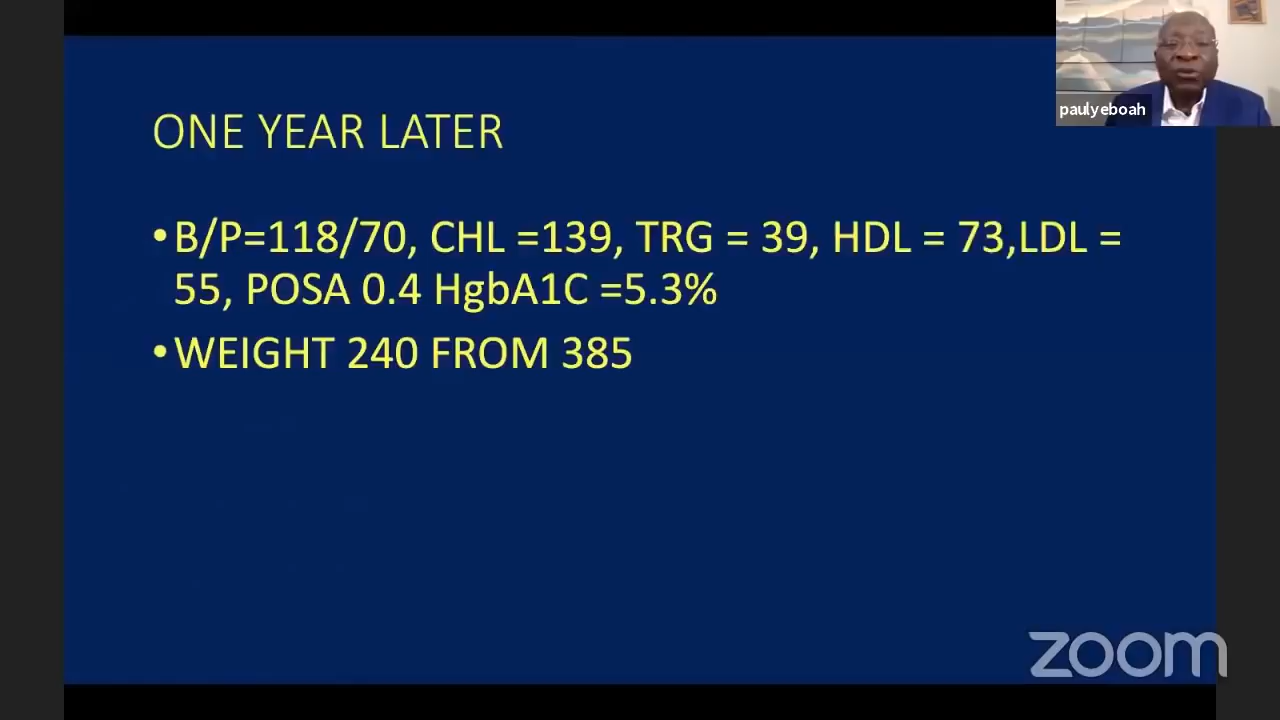 paulyeboah
ONE YEAR LATER
•B/P=118/70, CHL =139, TRG = 39, HDL = 73,LDL =
55, POSA 0.4 HgbA1C =5.3%
•WEIGHT 240 FROM 385
zoom